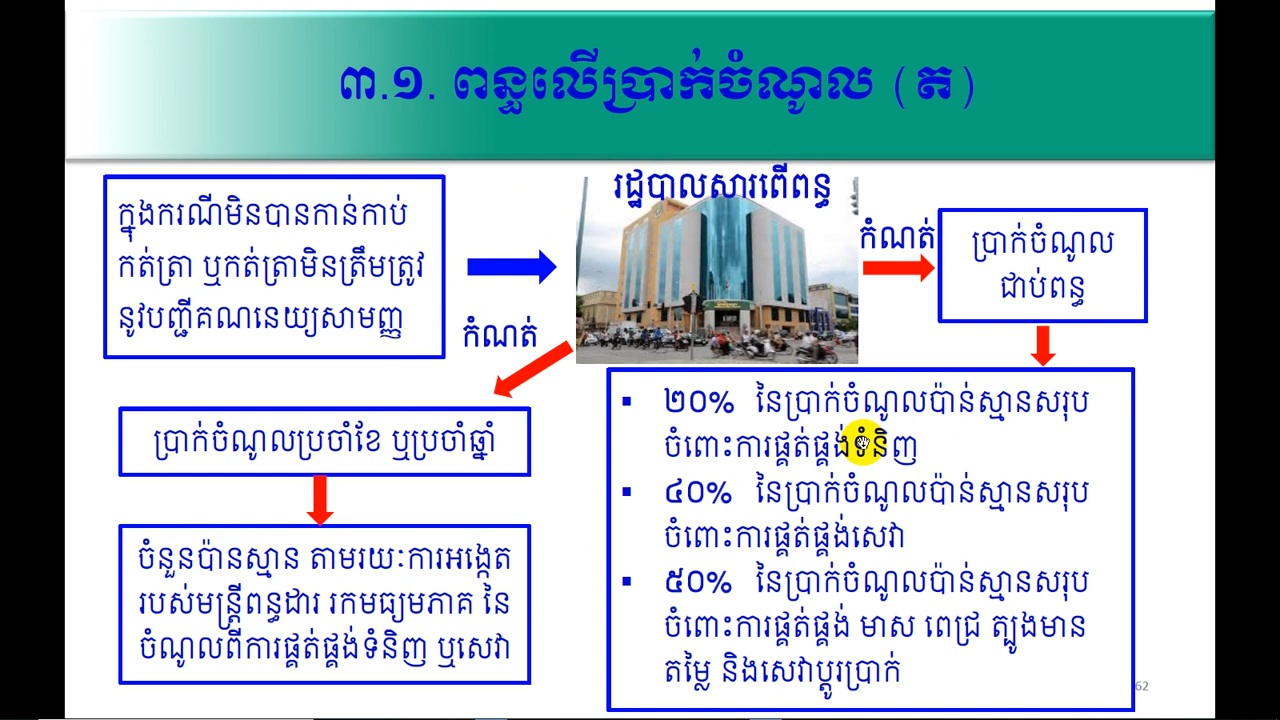 ៣.១. ពន្ធលើប្រាក់ចំណូល (ត)
ក្នុងករណីមិនបានកាន់កាប់
កត់ត្រា ឬកត់ត្រាមិនត្រឹមត្រូវ
នូវបញ្ជីគណនេយ្យសាមញ្ញ
រដ្ឋបាលសារពើពន្ធ
កំណត់
ប្រាក់ចំណូល
ជាប់ពន្ធ
កំណត់
ប្រាក់ចំណូលប្រចាំខែ ឬប្រចាំឆ្នាំ
ចំនួនប៉ានស្មាន តាមរយៈការអង្កេត
របស់មន្ត្រីពន្ធដារ រកមធ្យមភាគ នៃ
ចំណូលពីការផ្គត់ផ្គង់ទំនិញ ឬសេវា
▪ ២០% នៃប្រាក់ចំណូលប៉ាន់ស្មានសរុប
ចំពោះការផ្គត់ផ្គង់ទំនិញ
▪ ៤០% នៃប្រាក់ចំណូលប៉ាន់ស្មានសរុប
ចំពោះការផ្គត់ផ្គង់សេវា
▪ ៥០% នៃប្រាក់ចំណូលប៉ាន់ស្មានសរុប
ចំពោះការផ្គត់ផ្គង់ មាស ពេជ្រ ត្បូងមាន
តម្លៃ និងសេវាប្តូរប្រាក់
62